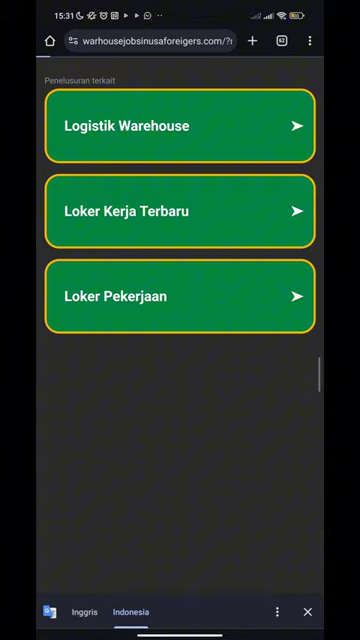 15:31
warhousejobsinusaforeigers.com/?r
62
Penelusuran terkait
Logistik Warehouse
Loker Kerja Terbaru
Loker Pekerjaan
Inggris
Indonesia